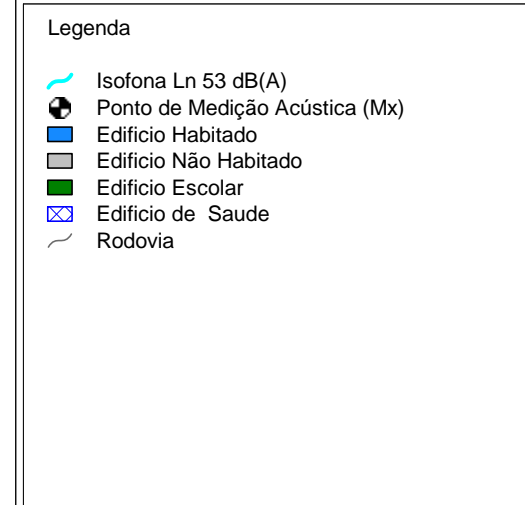 Legenda
Isofona Ln 53 dB(A)
Ponto de Medição Acústica (Mx)
Edificio Habitado
Edificio Não Habitado
Edificio Escolar
Edificio de  Saude
Rodovia